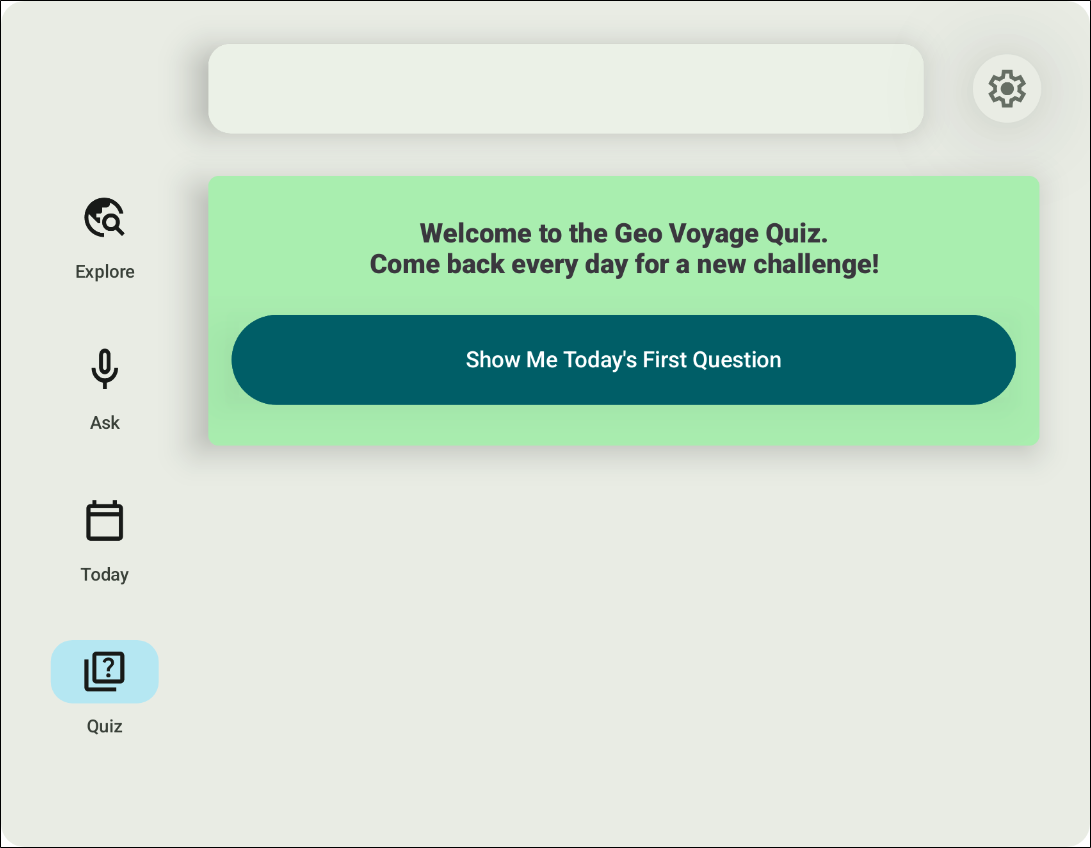 Welcome to the Geo Voyage Quiz.
Come back every day for a new challenge!
Show Me Today's First Question
Explore
Ask
Today
Quiz